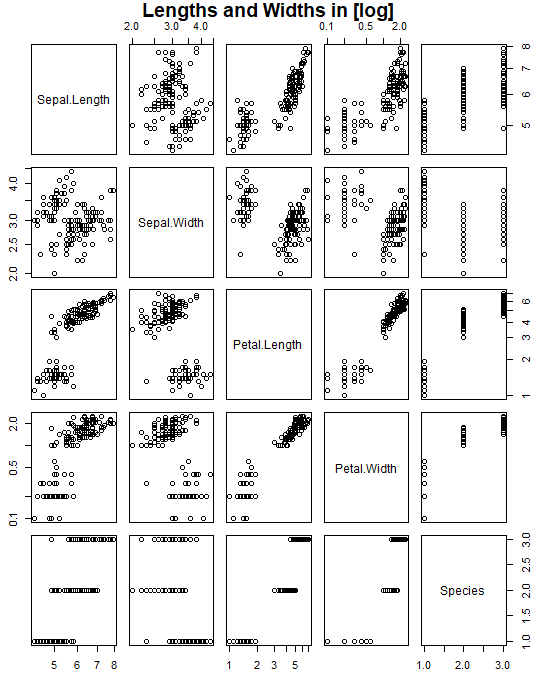 Lengths and Widths in [log]
2.0 3.0 4.0 0.1 0.5 2.0
Sepal.Length
5 6 7 8
2.0 2.5 3.0 4.0
Sepal.Width
Petal.Length
1 2 3 4 6
0.1 0.5 2.0
Petal.Width
Species
1.0 1.5 2.0 2.5 3.0
5 6 7 8 1 2 3 5 1.0 2.0 3.0